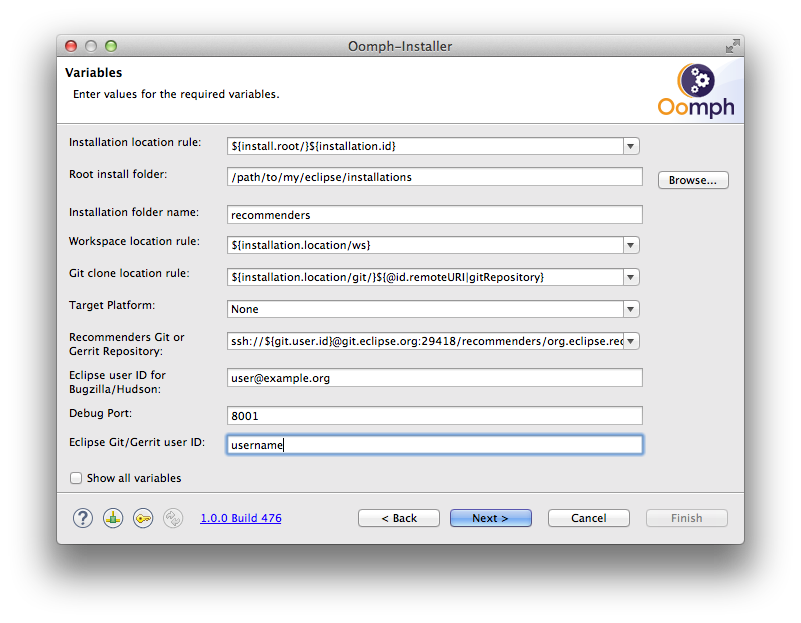 Oomph-Installer
Variables
Enter values for the required variables.
Oomph
Installation location rule:
${install.root/}${installation.id}
Root install folder:
/path/to/my/eclipse/installations
Browse...
Installation folder name:
recommenders
Workspace location rule:
${installation.location/ws}
Git clone location rule:
${installation.location/git/}${@id.remoteURI|gitRepository}
Target Platform:
None
Recommenders Git or
Gerrit Repository:
ssh://${git.user.id}@git.eclipse.org:29418/recommenders/org.eclipse.rec
Eclipse user ID for
Bugzilla/Hudson:
user@example.org
Debug Port:
8001
Eclipse Git/Gerrit user ID:
username
Show all variables
?
1.0.0 Build 476
< Back
Next >
Cancel
Finish